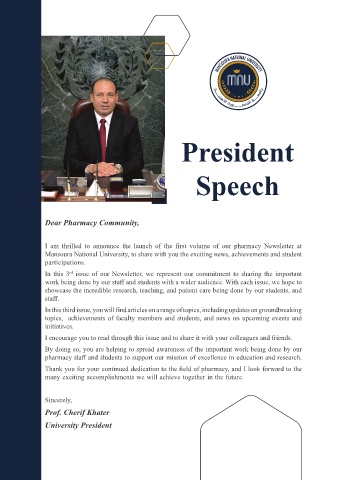 MANSOURA NATIONAL UNIVERSITY
MNU
President
Speech
Dear Pharmacy Community,
I am thrilled to announce the launch of the first volume of our pharmacy Newsletter at
Mansoura National University, to share with you the exciting news, achievements and student
participations.
In this 3rd issue of our Newsletter, we represent our commitment to sharing the important
work being done by our staff and students with a wider audience. With each issue, we hope to
showcase the incredible research, teaching, and patient care being done by our students, and
staff.
In this third issue, you will find articles on a range of topics, including updates on groundbreaking
topics, achievements of faculty members and students, and news on upcoming events and
initiatives.
I encourage you to read through this issue and to share it with your colleagues and friends.
By doing so, you are helping to spread awareness of the important work being done by our
pharmacy staff and students to support our mission of excellence in education and research.
Thank you for your continued dedication to the field of pharmacy, and I look forward to the
many exciting accomplishments we will achieve together in the future.
Sincerely,
Prof. Cherif Khater
University President